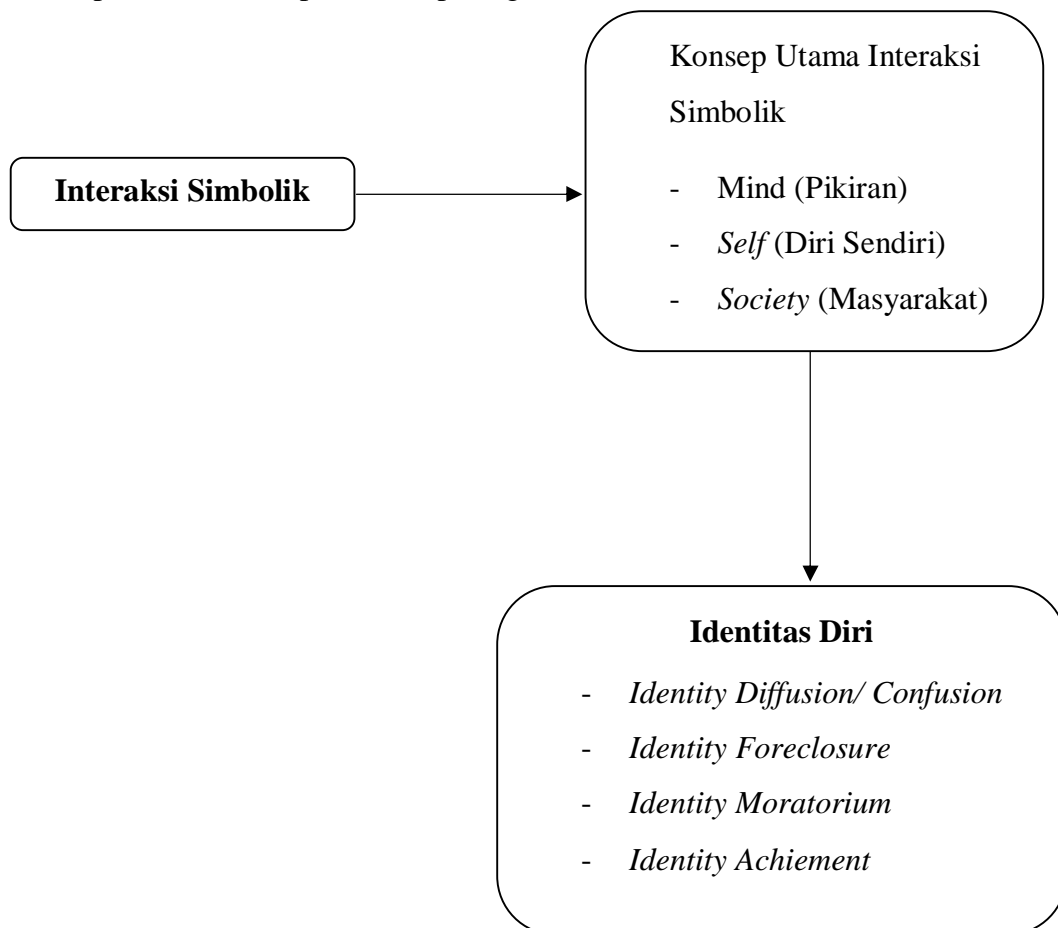 Konsep Utama Interaksi
Simbolik
Interaksi Simbolik
- Mind (Pikiran)
- Self (Diri Sendiri)
- Society (Masyarakat)
Identitas Diri
- Identity Diffusion/ Confusion
- Identity Foreclosure
- Identity Moratorium
- Identity Achiement